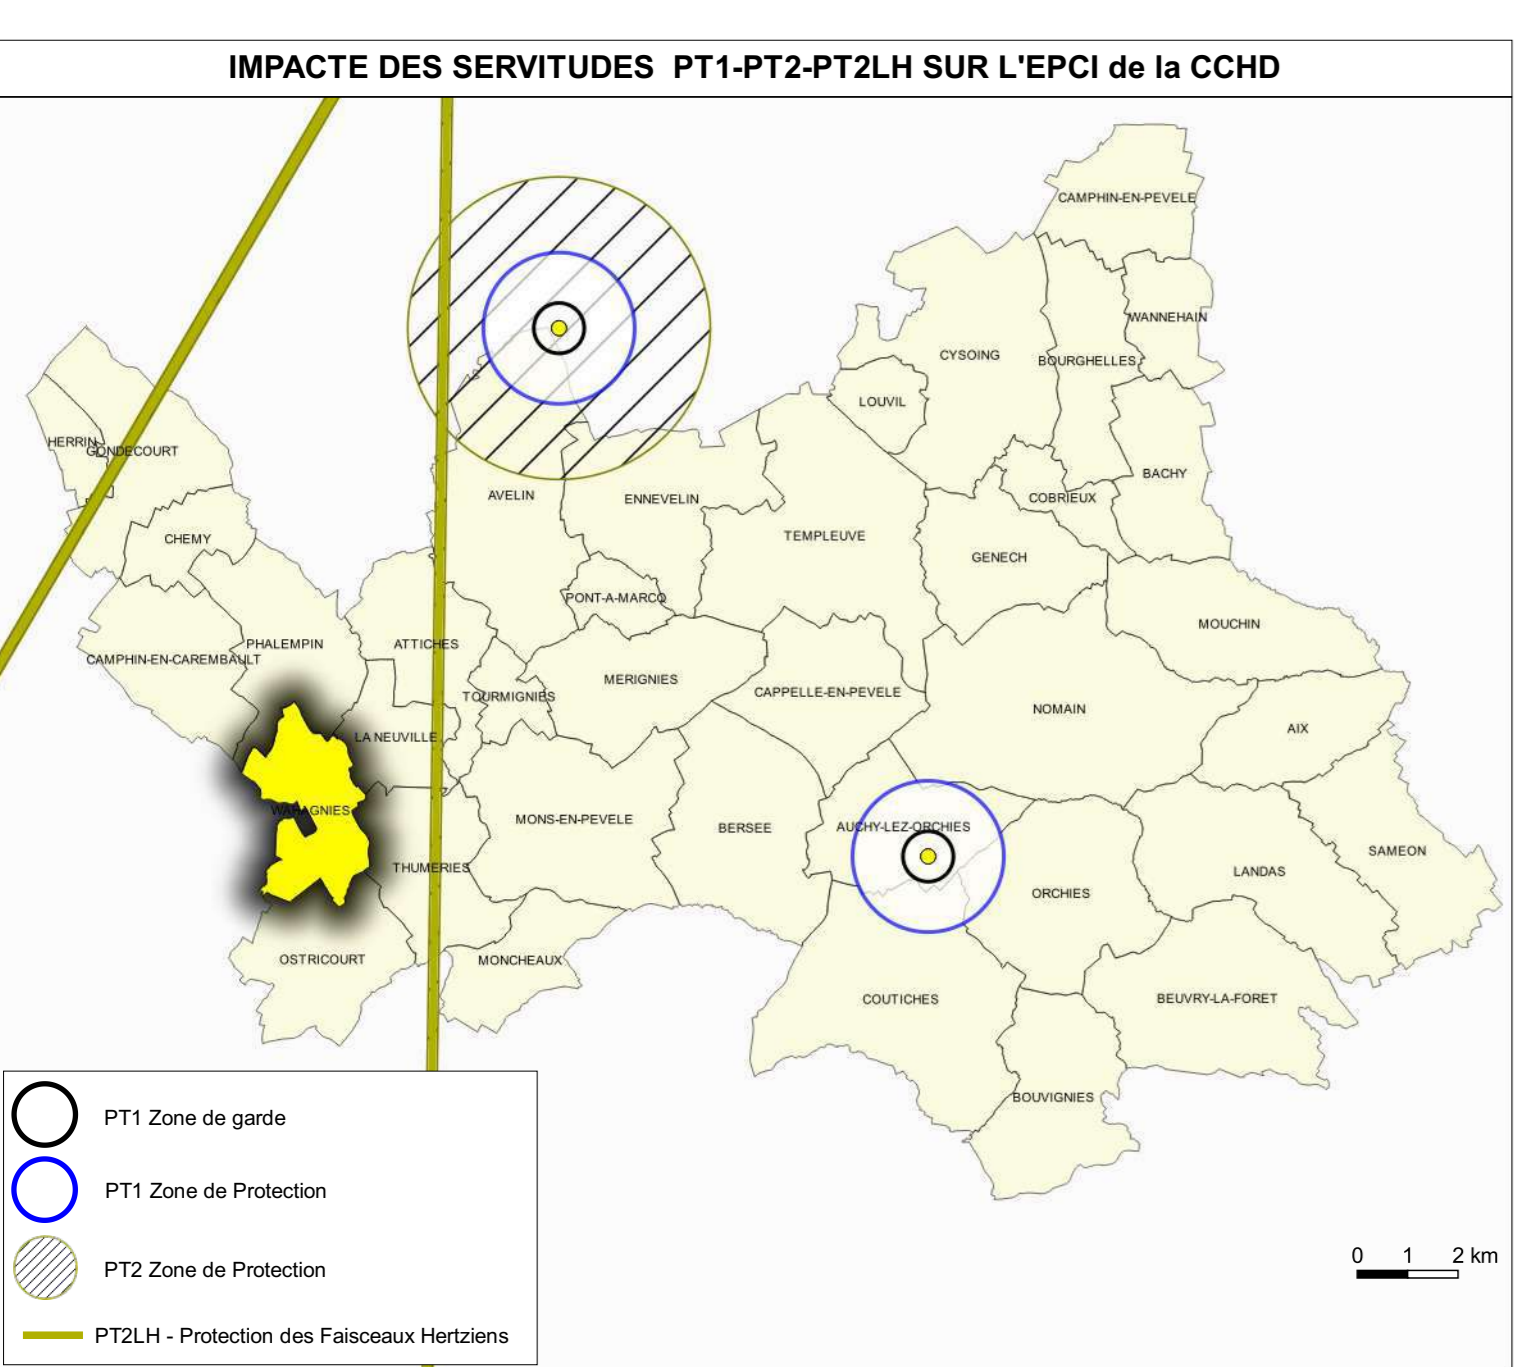 IMPACTE DES SERVITUDES PT1-PT2-PT2LH SUR L'EPCI de la CCHD
CAMPHIN-EN-PEVELE
WANNEHAIN
CYSOING
BOURGHELLES
LOUVIL
HERRIN
GONDECOURT
BACHY
AVELIN
ENNEVELIN
COBRIEUX
TEMPLEUVE
CHEMY
GENECH
PONT-A-MARCQ
MOUCHIN
PHALEMPIN
ATTICHES
CAMPHIN-EN-CAREMBAULT
MERIGNIES
CAPPELLE-EN-PEVELE
TOURMIGNIES
NOMAIN
AIX
LA NEUVILLE
WAHAGNIES
MONS-EN-PEVELE
BERSEE
AUCHY-LEZ-ORCHIES
SAMEON
THUMERIES
LANDAS
ORCHIES
OSTRICOURT
MONCHEAUX
COUTICHES
BEUVRY-LA-FORET
BOUVIGNIES
PT1 Zone de garde
PT1 Zone de Protection
PT2 Zone de Protection
PT2LH - Protection des Faisceaux Hertziens
0 1 2 km